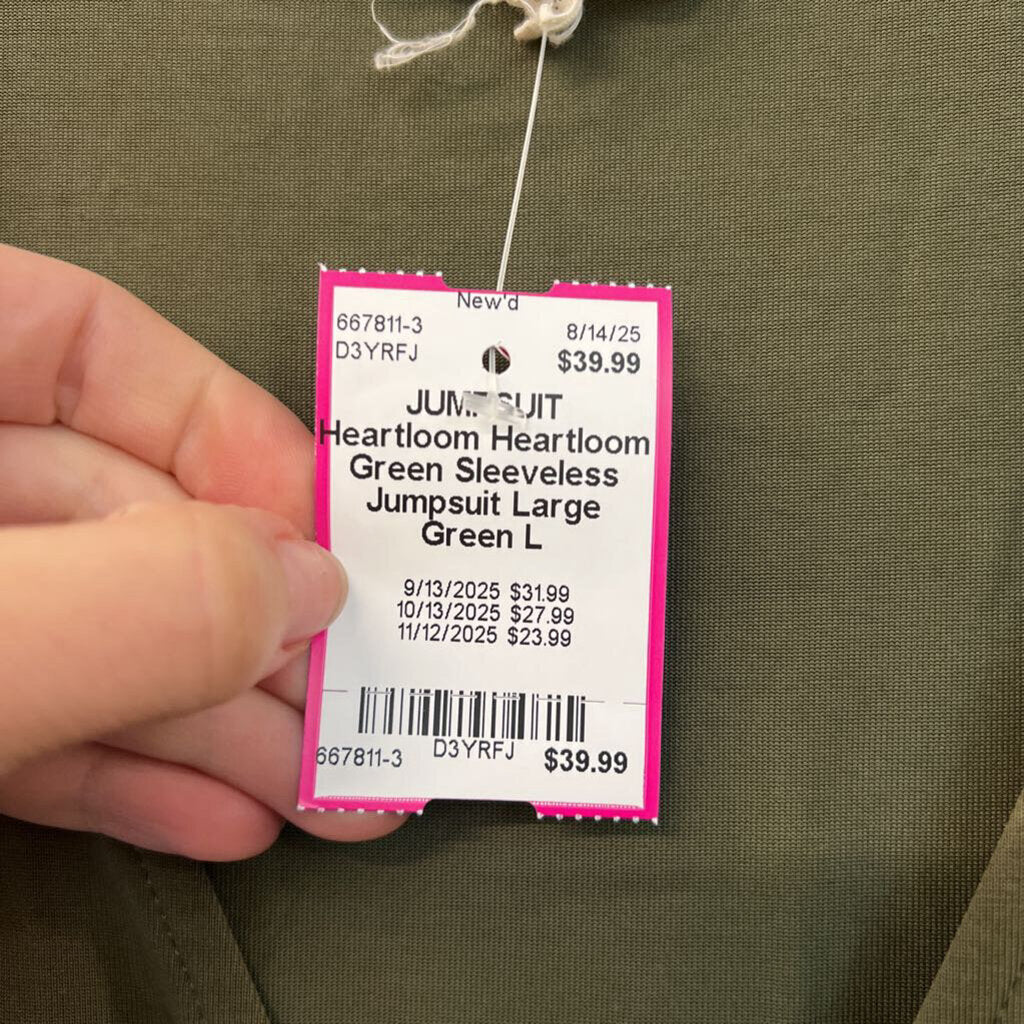 New'd
667811-3
8/14/25
D3YRFJ
$39.99
JUMPSUIT
Heartloom Heartloom
Green Sleeveless
Jumpsuit Large
Green L
9/13/2025 $31.99
10/13/2025 $27.99
11/12/2025 $23.99
667811-3 D3YRFJ $39.99